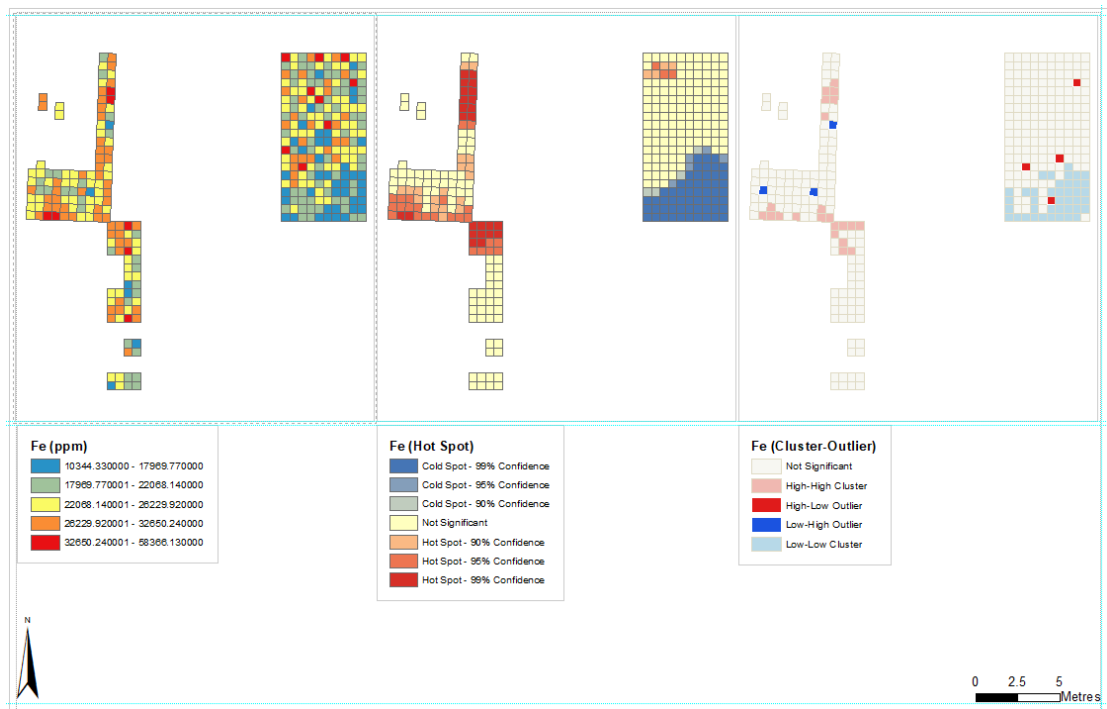 Fe (ppm)
10344.330000 - 17969.770000
17969.770001 - 22068.140000
22068.140001 - 26229.920000
26229.920001 - 32650.240000
32650.240001 - 58366.130000
Fe (Hot Spot)
Cold Spot - 99% Confidence
Cold Spot - 95% Confidence
Cold Spot - 90% Confidence
Not Significant
Hot Spot - 90% Confidence
Hot Spot - 95% Confidence
Hot Spot - 99% Confidence
Fe (Cluster-Outlier)
Not Significant
High-High Cluster
High-Low Outlier
Low-High Outlier
Low-Low Cluster
N
0 2.5 5
Metres